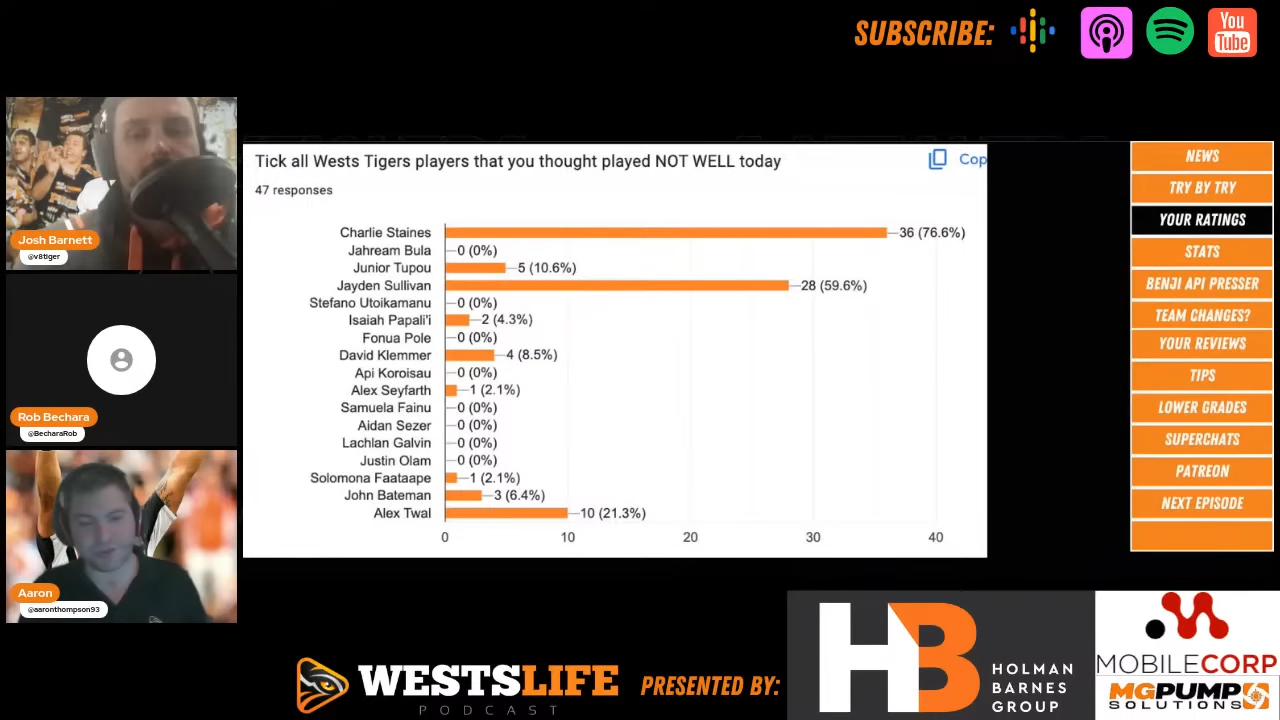 SUBSCRIBE:
You
Tube
Josh Barnett
@v8tiger
Rob Bechara
@BecharaRob
Aaron
@aaronthompson93
Tick all Wests Tigers players that you thought played NOT WELL today
Cop
47 responses
Charlie Staines 36 (76.6%)
Jahream Bula 0 (0%)
Junior Tupou 5 (10.6%)
Jayden Sullivan 28 (59.6%)
Stefano Utoikamanu 0 (0%)
Isaiah Papali'i 2 (4.3%)
Fonua Pole 0 (0%)
David Klemmer 4 (8.5%)
Api Koroisau 0 (0%)
Alex Seyfarth 1 (2.1%)
Samuela Fainu 0 (0%)
Aidan Sezer 0 (0%)
Lachlan Galvin 0 (0%)
Justin Olam 0 (0%)
Solomona Faataape 1 (2.1%)
John Bateman 3 (6.4%)
Alex Twal 10 (21.3%)
0 10 20 30 40
NEWS
TRY BY TRY
YOUR RATINGS
STATS
BENJI API PRESSER
TEAM CHANGES?
YOUR REVIEWS
TIPS
LOWER GRADES
SUPERCHATS
PATREON
NEXT EPISODE
WESTSLIFE
PODCAST
PRESENTED BY:
HB
HOLMAN
BARNES
GROUP
MOBILECORP
MGPUMP
SOLUTIONS